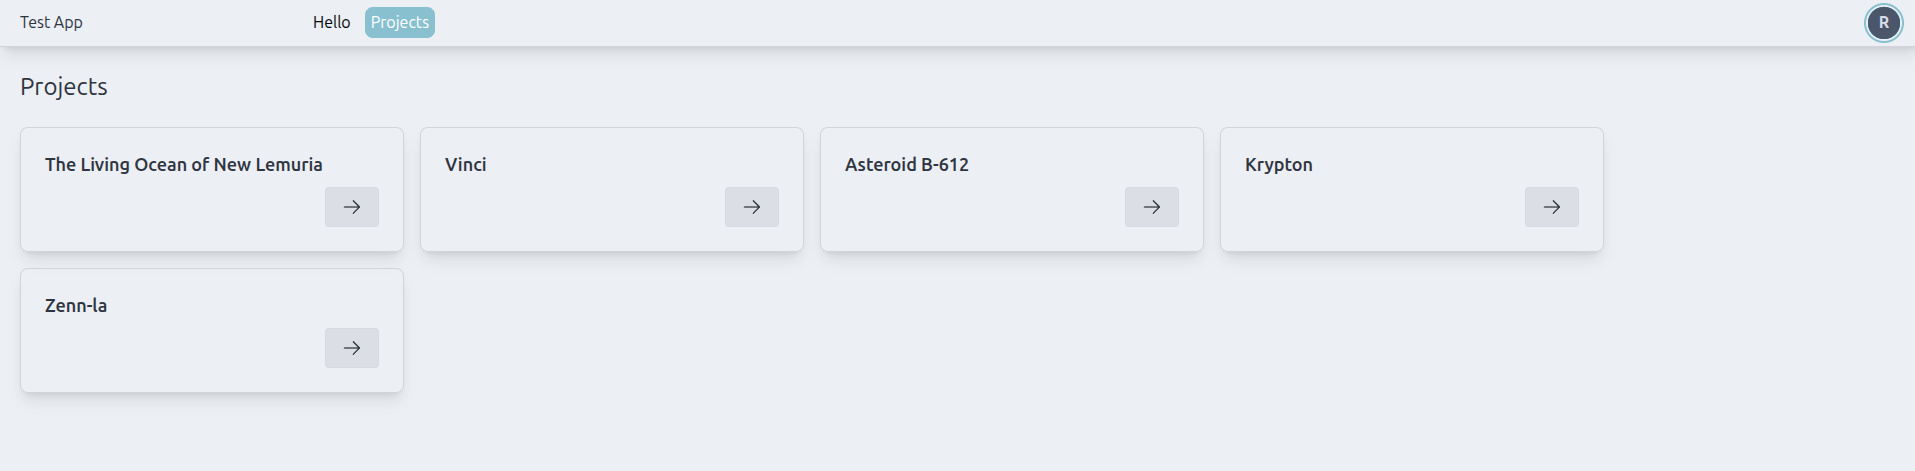 Test App
Hello
Projects
R
Projects
The Living Ocean of New Lemuria
Vinci
Asteroid B-612
Krypton
Zenn-la